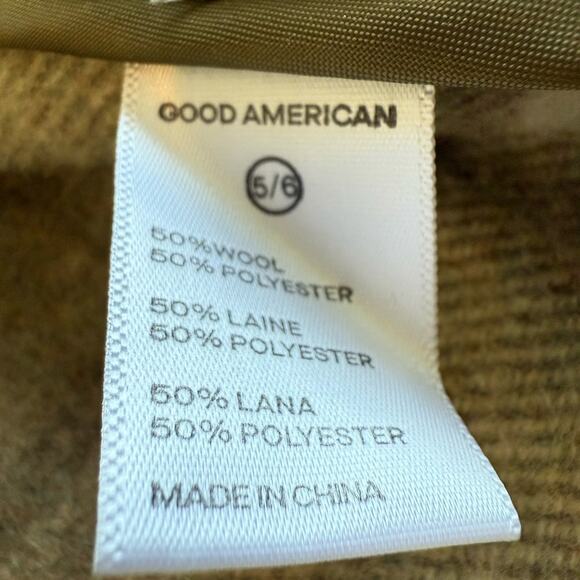 GOOD AMERICAN
5/6
50% WOOL
50% POLYESTER
50% LAINE
50% POLYESTER
50% LANA
50% POLYESTER
MADE IN CHINA